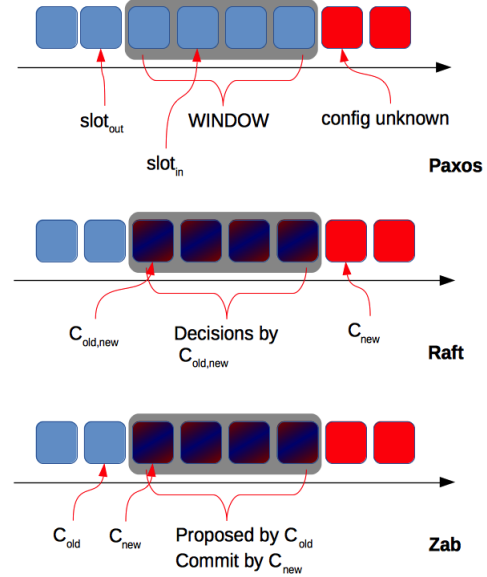 slot_out
WINDOW
config unknown
slot_in
Paxos
C_old,new
Decisions by
C_old,new
C_new
Raft
C_old
C_new
Proposed by C_old
Commit by C_new
Zab